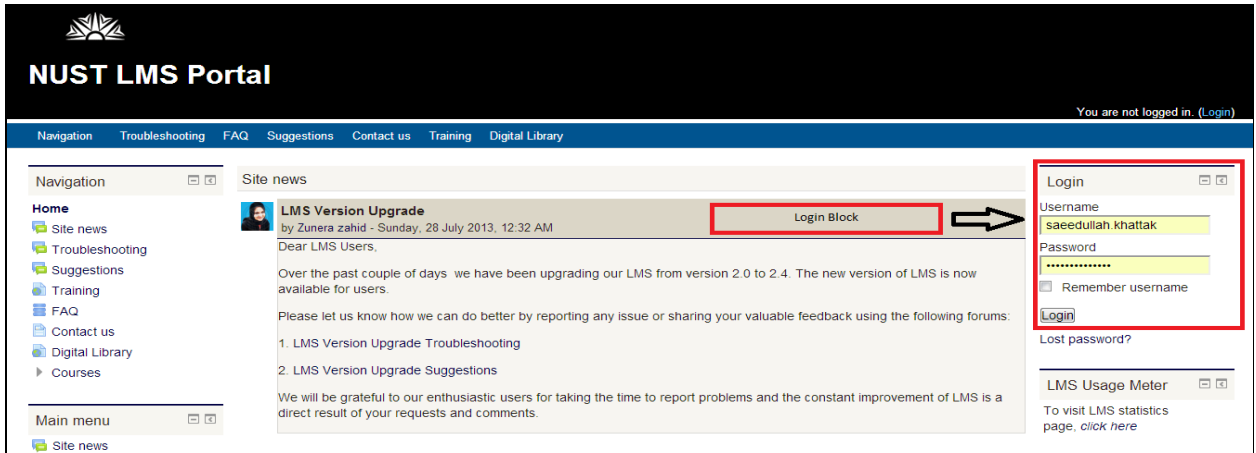 NUST LMS Portal
You are not logged in. (Login)
Navigation Troubleshooting FAQ Suggestions Contact us Training Digital Library
Navigation
Home
Site news
Troubleshooting
Suggestions
Training
FAQ
Contact us
Digital Library
Courses
Main menu
Site news
Site news
LMS Version Upgrade
by Zunera zahid - Sunday, 28 July 2013, 12:32 AM
Login Block
Dear LMS Users,
Over the past couple of days we have been upgrading our LMS from version 2.0 to 2.4. The new version of LMS is now
available for users.
Please let us know how we can do better by reporting any issue or sharing your valuable feedback using the following forums:
1. LMS Version Upgrade Troubleshooting
2. LMS Version Upgrade Suggestions
We will be grateful to our enthusiastic users for taking the time to report problems and the constant improvement of LMS is a
direct result of your requests and comments.
Login
Username
saeedullah.khattak
Password
••••••••••••••
Remember username
Login
Lost password?
LMS Usage Meter
To visit LMS statistics
page, click here